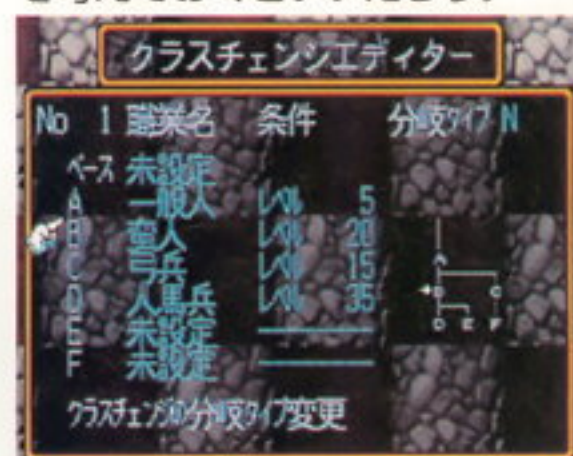 クラスチェンジエディター
No 1 職業名 条件 分岐タイプ N
ベース 未設定
A 一般人 レベル 5
B 蛮人 レベル 20
C 弓兵 レベル 15
D 人馬兵 レベル 35
E 未設定
F 未設定
クラスチェンジの分岐タイプ変更
A
B C
D E F